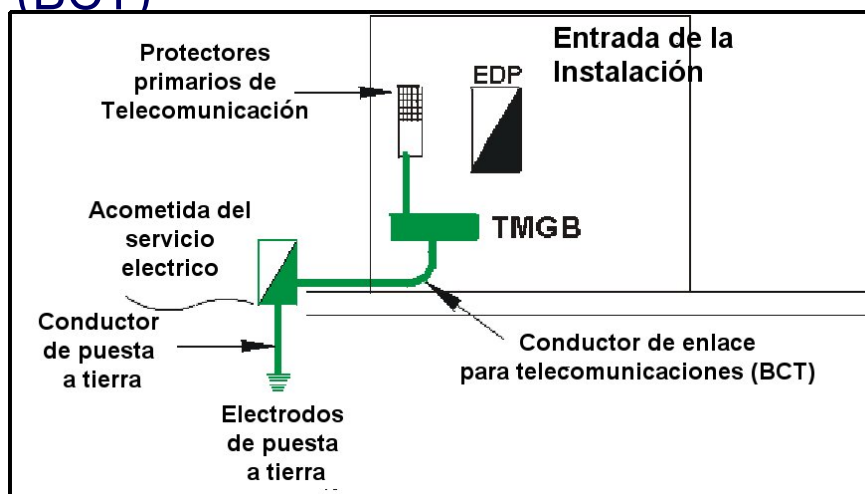 (BCT)
Protectores
primarios de
Telecomunicación
EDP
Entrada de la
Instalación
TMGB
Acometida del
servicio
electrico
Conductor
de puesta
a tierra
Conductor de enlace
para telecomunicaciones (BCT)
Electrodos
de puesta
a tierra